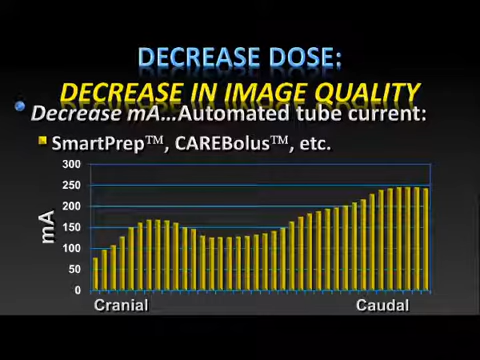 DECREASE DOSE:
DECREASE IN IMAGE QUALITY
Decrease mA...Automated tube current:
SmartPrep™, CAREBolus™, etc.
300
250
200
150
100
50
0
mA
Cranial Caudal